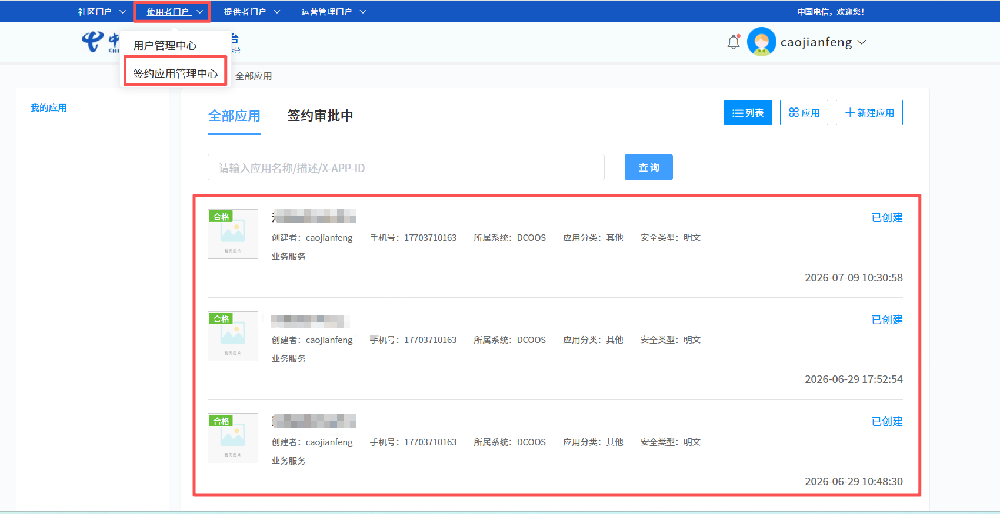 社区门户 使用者门户 提供者门户 运营管理门户 中国电信，欢迎您！
台
用户管理中心
caojianfeng
签约应用管理中心 全部应用
我的应用
全部应用 签约审批中 列表 应用 新建应用
请输入应用名称/描述/X-APP-ID 查 询
合格 已创建
创建者：caojianfeng 手机号：17703710163 所属系统：DCOOS 应用分类：其他 安全类型：明文
暂无图片
业务服务
2026-07-09 10:30:58
合格 已创建
创建者：caojianfeng 手机号：17703710163 所属系统：DCOOS 应用分类：其他 安全类型：明文
暂无图片
业务服务
2026-06-29 17:52:54
合格 已创建
创建者：caojianfeng 手机号：17703710163 所属系统：DCOOS 应用分类：其他 安全类型：明文
暂无图片
业务服务
2026-06-29 10:48:30